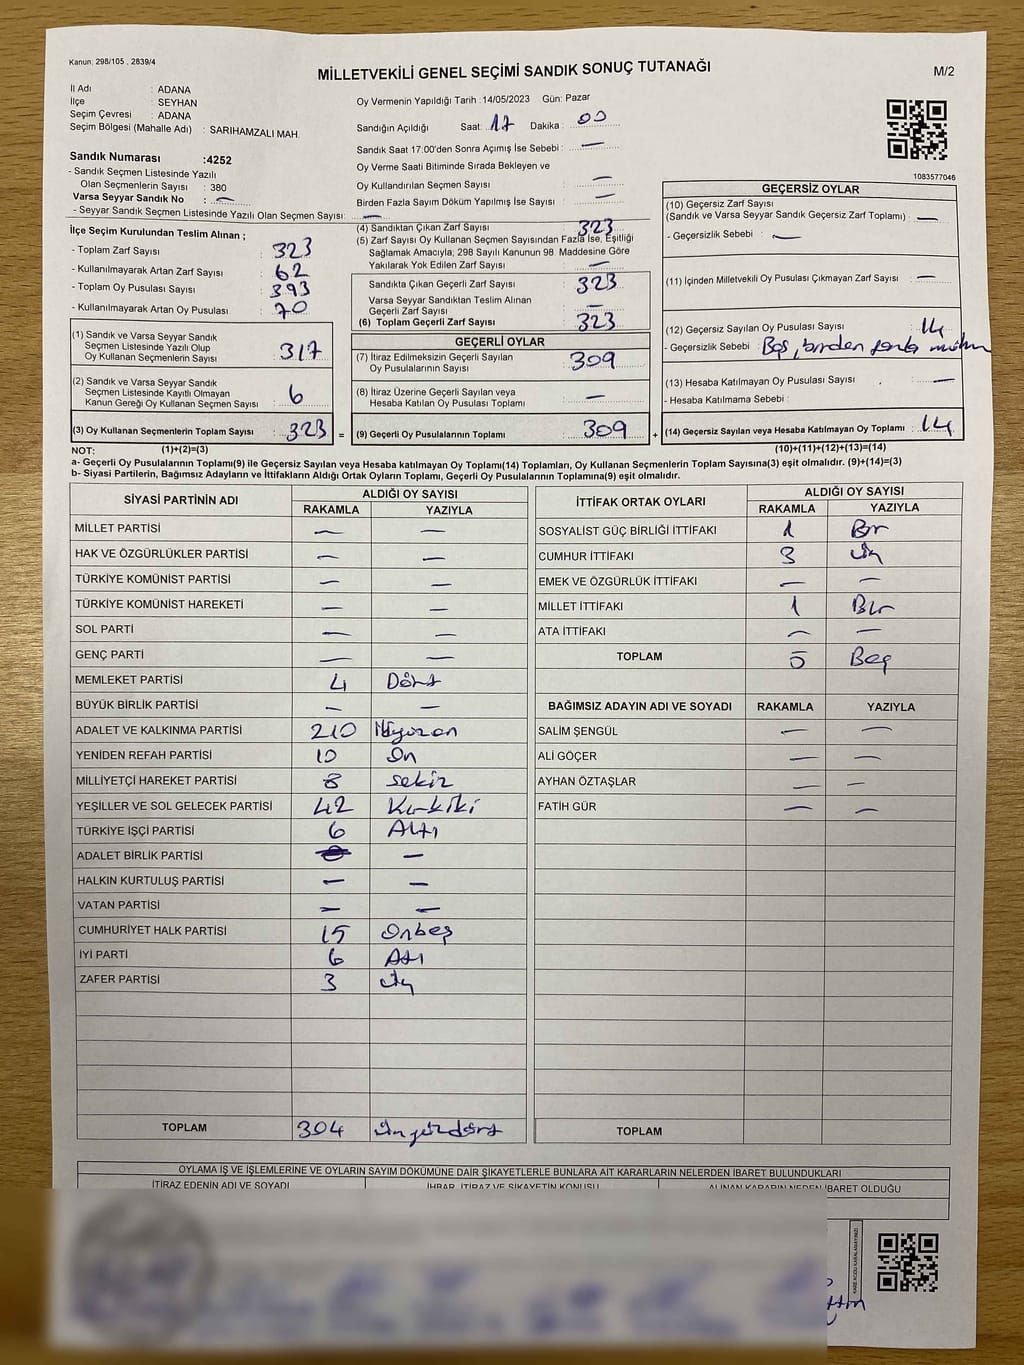 Kanun: 298/105 , 2839/4
MİLLETVEKİLİ GENEL SEÇİMİ SANDIK SONUÇ TUTANAĞI
M/2
İl Adı : ADANA
İlçe : SEYHAN
Seçim Çevresi : ADANA
Seçim Bölgesi (Mahalle Adı) : SARIHAMZALI MAH.
Sandık Numarası :4252
- Sandık Seçmen Listesinde Yazılı
Olan Seçmenlerin Sayısı : 380
Varsa Seyyar Sandık No : —
- Seyyar Sandık Seçmen Listesinde Yazılı Olan Seçmen Sayısı: —
Oy Vermenin Yapıldığı Tarih :14/05/2023 Gün: Pazar
Sandığın Açıldığı Saat: 17 Dakika : 00
Sandık Saat 17:00'den Sonra Açımış İse Sebebi : —
Oy Verme Saati Bitiminde Sırada Bekleyen ve
Oy Kullandırılan Seçmen Sayısı —
Birden Fazla Sayım Döküm Yapılmış İse Sayısı : —
1083577046
İlçe Seçim Kurulundan Teslim Alınan ;
- Toplam Zarf Sayısı : 323
- Kullanılmayarak Artan Zarf Sayısı : 62
- Toplam Oy Pusulası Sayısı : 393
- Kullanılmayarak Artan Oy Pusulası : 70
(1) Sandık ve Varsa Seyyar Sandık
Seçmen Listesinde Yazılı Olup
Oy Kullanan Seçmenlerin Sayısı : 317
(2) Sandık ve Varsa Seyyar Sandık
Seçmen Listesinde Kayıtlı Olmayan
Kanun Gereği Oy Kullanan Seçmen Sayısı : 6
(3) Oy Kullanan Seçmenlerin Toplam Sayısı : 323 =
(4) Sandıktan Çıkan Zarf Sayısı : 323
(5) Zarf Sayısı Oy Kullanan Seçmen Sayısından Fazla İse, Eşitliği
Sağlamak Amacıyla, 298 Sayılı Kanunun 98. Maddesine Göre
Yakılarak Yok Edilen Zarf Sayısı : —
Sandıkta Çıkan Geçerli Zarf Sayısı : 323
Varsa Seyyar Sandıktan Teslim Alınan
Geçerli Zarf Sayısı : —
(6) Toplam Geçerli Zarf Sayısı : 323
GEÇERLİ OYLAR
(7) İtiraz Edilmeksizin Geçerli Sayılan
Oy Pusulalarının Sayısı : 309
(8) İtiraz Üzerine Geçerli Sayılan veya
Hesaba Katılan Oy Pusulası Toplamı : —
(9) Geçerli Oy Pusulalarının Toplamı : 309 +
GEÇERSİZ OYLAR
(10) Geçersiz Zarf Sayısı
(Sandık ve Varsa Seyyar Sandık Geçersiz Zarf Toplamı) : —
- Geçersizlik Sebebi : —
(11) İçinden Milletvekili Oy Pusulası Çıkmayan Zarf Sayısı : —
(12) Geçersiz Sayılan Oy Pusulası Sayısı : 14
- Geçersizlik Sebebi : Boş, birden fazla mühür
(13) Hesaba Katılmayan Oy Pusulası Sayısı : —
- Hesaba Katılmama Sebebi :
(14) Geçersiz Sayılan veya Hesaba Katılmayan Oy Toplamı : 14
NOT: (1)+(2)=(3) (10)+(11)+(12)+(13)=(14)
a- Geçerli Oy Pusulalarının Toplamı(9) ile Geçersiz Sayılan veya Hesaba katılmayan Oy Toplamı(14) Toplamları, Oy Kullanan Seçmenlerin Toplam Sayısına(3) eşit olmalıdır. (9)+(14)=(3)
b- Siyasi Partilerin, Bağımsız Adayların ve İttifakların Aldığı Ortak Oyların Toplamı, Geçerli Oy Pusulalarının Toplamına(9) eşit olmalıdır.
SİYASİ PARTİNİN ADI ALDIĞI OY SAYISI
RAKAMLA YAZIYLA
MİLLET PARTİSİ — —
HAK VE ÖZGÜRLÜKLER PARTİSİ — —
TÜRKİYE KOMÜNİST PARTİSİ — —
TÜRKİYE KOMÜNİST HAREKETİ — —
SOL PARTİ — —
GENÇ PARTİ — —
MEMLEKET PARTİSİ 4 Dört
BÜYÜK BİRLİK PARTİSİ — —
ADALET VE KALKINMA PARTİSİ 210 İkiyüzon
YENİDEN REFAH PARTİSİ 10 On
MİLLİYETÇİ HAREKET PARTİSİ 8 Sekiz
YEŞİLLER VE SOL GELECEK PARTİSİ 42 Kırkiki
TÜRKİYE İŞÇİ PARTİSİ 6 Altı
ADALET BİRLİK PARTİSİ — —
HALKIN KURTULUŞ PARTİSİ — —
VATAN PARTİSİ — —
CUMHURİYET HALK PARTİSİ 15 Onbeş
İYİ PARTİ 6 Altı
ZAFER PARTİSİ 3 Üç
TOPLAM 304 Üçyüzdört
İTTİFAK ORTAK OYLARI ALDIĞI OY SAYISI
RAKAMLA YAZIYLA
SOSYALİST GÜÇ BİRLİĞİ İTTİFAKI 1 Bir
CUMHUR İTTİFAKI 3 Üç
EMEK VE ÖZGÜRLÜK İTTİFAKI — —
MİLLET İTTİFAKI 1 Bir
ATA İTTİFAKI — —
TOPLAM 5 Beş
BAĞIMSIZ ADAYIN ADI VE SOYADI RAKAMLA YAZIYLA
SALİM ŞENGÜL — —
ALİ GÖÇER — —
AYHAN ÖZTAŞLAR — —
FATİH GÜR — —
TOPLAM
OYLAMA İŞ VE İŞLEMLERİNE VE OYLARIN SAYIM DÖKÜMÜNE DAİR ŞİKAYETLERLE BUNLARA AİT KARARLARIN NELERDEN İBARET BULUNDUKLARI
İTİRAZ EDENİN ADI VE SOYADI İHBAR, İTİRAZ VE ŞİKAYETİN KONUSU ALINAN KARARIN NEDEN İBARET OLDUĞU